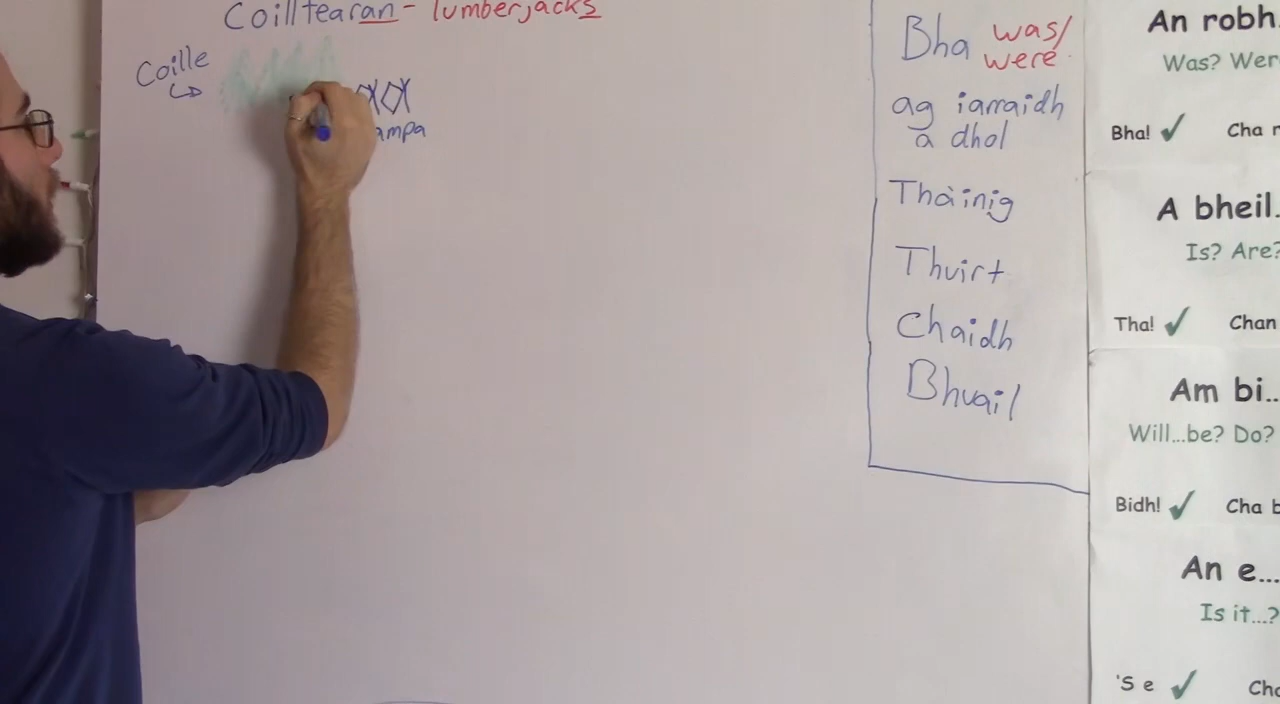 Coilltearan - lumberjacks
Coille
Bha was/
were
ag iarraidh
a dhol
Thàinig
Thuirt
Chaidh
Bhuail
An robh.
Was? Wer
Bha! ✓ Cha r
A bheil.
Is? Are?
Tha! ✓ Chan
Am bi..
Will...be? Do?
Bidh! ✓ Cha b
An e...
Is it...?
'S e ✓ Cha